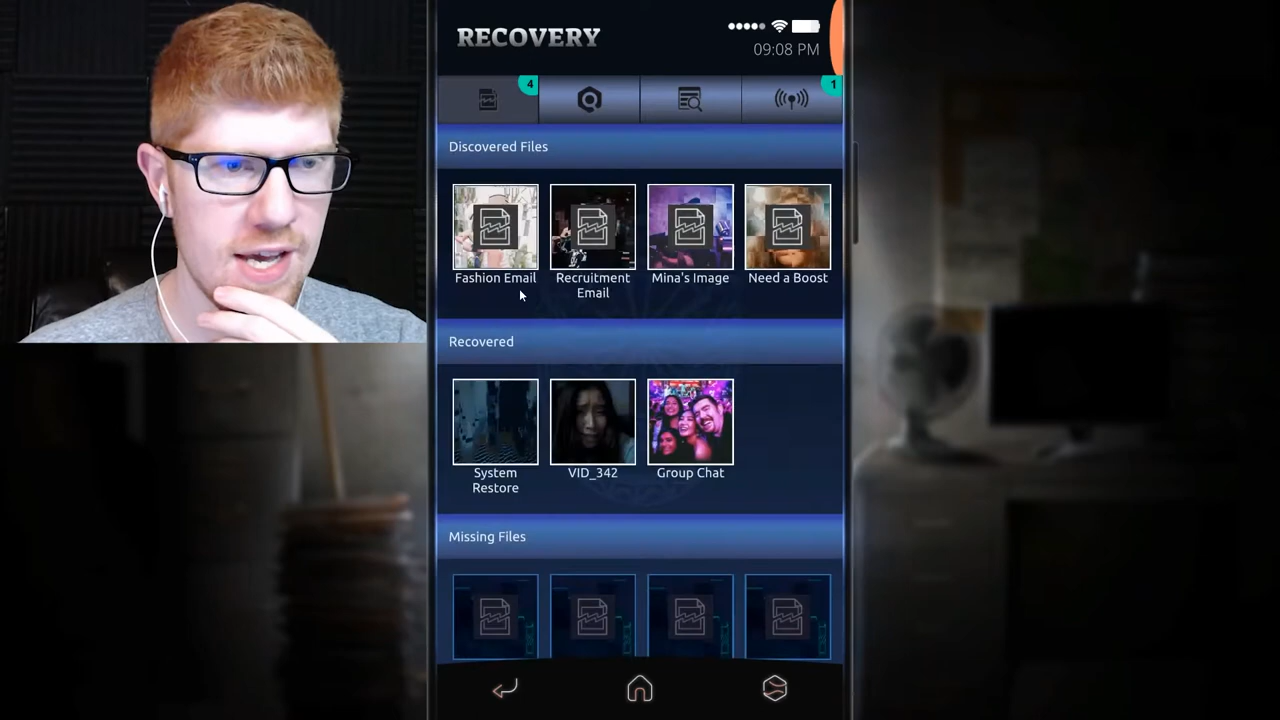 RECOVERY
09:08 PM
4
1
Discovered Files
Fashion Email
Recruitment
Email
Mina's Image
Need a Boost
Recovered
System
Restore
VID_342
Group Chat
Missing Files